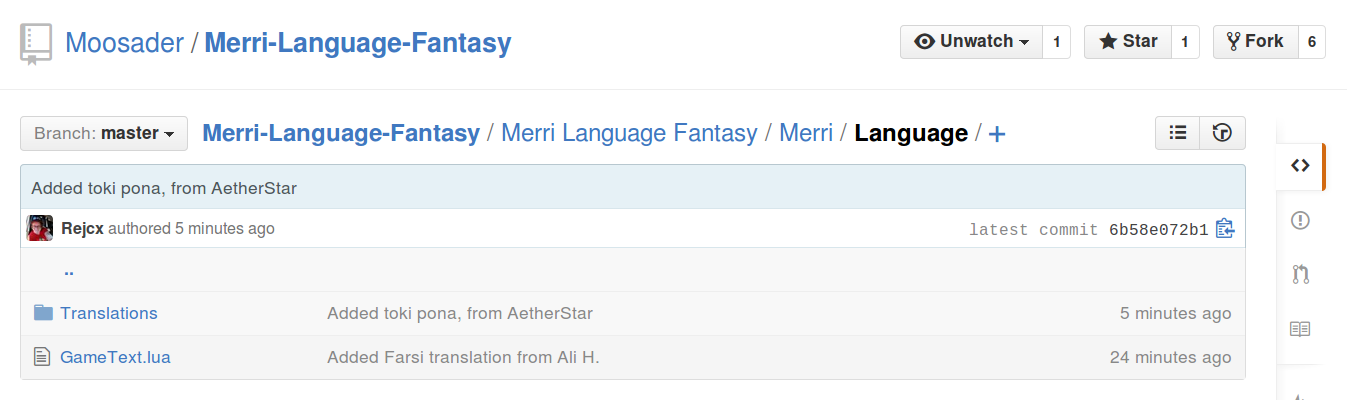 Moosader / Merri-Language-Fantasy Unwatch 1 Star 1 Fork 6
Branch: master Merri-Language-Fantasy / Merri Language Fantasy / Merri / Language / +
Added toki pona, from AetherStar
Rejcx authored 5 minutes ago latest commit 6b58e072b1
..
Translations Added toki pona, from AetherStar 5 minutes ago
GameText.lua Added Farsi translation from Ali H. 24 minutes ago